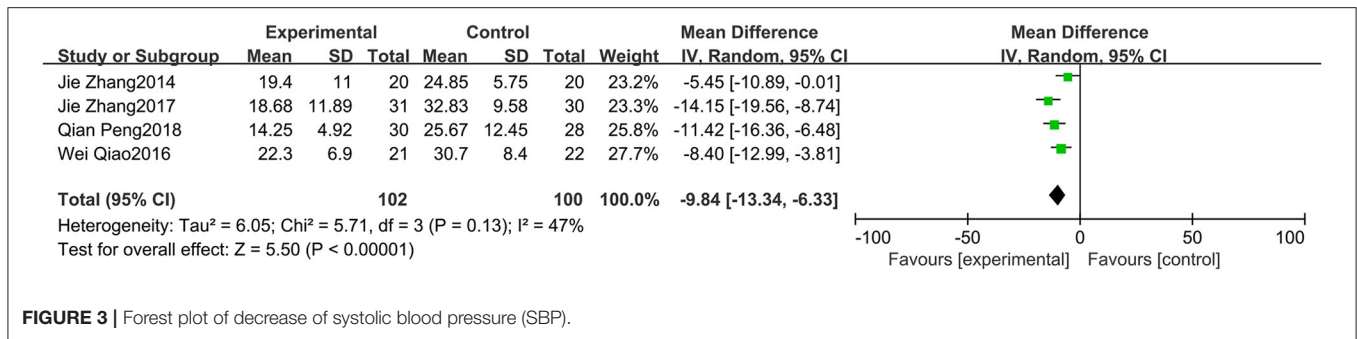 Experimental Control Mean Difference Mean Difference
Study or Subgroup Mean SD Total Mean SD Total Weight IV, Random, 95% CI IV, Random, 95% CI
Jie Zhang2014 19.4 11 20 24.85 5.75 20 23.2% -5.45 [-10.89, -0.01]
Jie Zhang2017 18.68 11.89 31 32.83 9.58 30 23.3% -14.15 [-19.56, -8.74]
Qian Peng2018 14.25 4.92 30 25.67 12.45 28 25.8% -11.42 [-16.36, -6.48]
Wei Qiao2016 22.3 6.9 21 30.7 8.4 22 27.7% -8.40 [-12.99, -3.81]
Total (95% CI) 102 100 100.0% -9.84 [-13.34, -6.33]
Heterogeneity: Tau² = 6.05; Chi² = 5.71, df = 3 (P = 0.13); I² = 47%
Test for overall effect: Z = 5.50 (P < 0.00001)
-100 -50 0 50 100
Favours [experimental] Favours [control]
FIGURE 3 | Forest plot of decrease of systolic blood pressure (SBP).